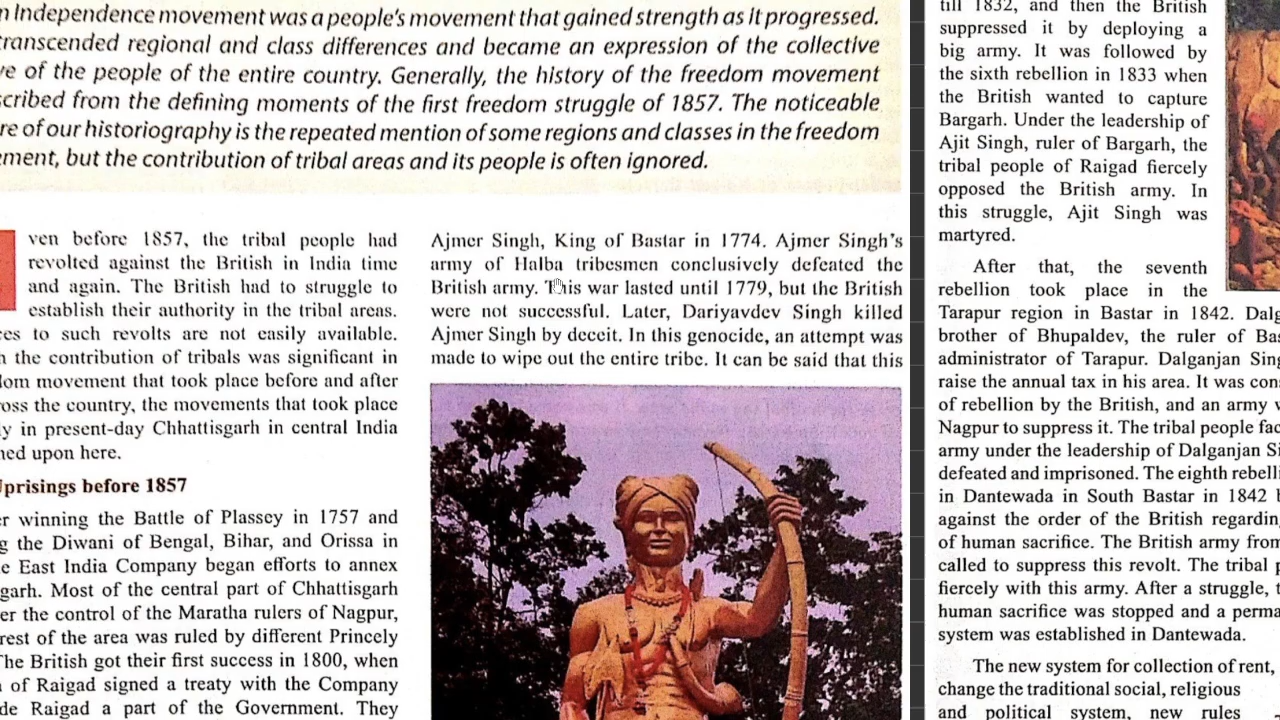 n Independence movement was a people's movement that gained strength as it progressed.
transcended regional and class differences and became an expression of the collective
ve of the people of the entire country. Generally, the history of the freedom movement
cribed from the defining moments of the first freedom struggle of 1857. The noticeable
re of our historiography is the repeated mention of some regions and classes in the freedom
ement, but the contribution of tribal areas and its people is often ignored.
ven before 1857, the tribal people had
revolted against the British in India time
and again. The British had to struggle to
establish their authority in the tribal areas.
ces to such revolts are not easily available.
h the contribution of tribals was significant in
dom movement that took place before and after
ross the country, the movements that took place
ly in present-day Chhattisgarh in central India
hed upon here.
Uprisings before 1857
er winning the Battle of Plassey in 1757 and
g the Diwani of Bengal, Bihar, and Orissa in
e East India Company began efforts to annex
garh. Most of the central part of Chhattisgarh
er the control of the Maratha rulers of Nagpur,
rest of the area was ruled by different Princely
The British got their first success in 1800, when
n of Raigad signed a treaty with the Company
de Raigad a part of the Government. They
Ajmer Singh, King of Bastar in 1774. Ajmer Singh's
army of Halba tribesmen conclusively defeated the
British army. This war lasted until 1779, but the British
were not successful. Later, Dariyavdev Singh killed
Ajmer Singh by deceit. In this genocide, an attempt was
made to wipe out the entire tribe. It can be said that this
till 1832, and then the British
suppressed it by deploying a
big army. It was followed by
the sixth rebellion in 1833 when
the British wanted to capture
Bargarh. Under the leadership of
Ajit Singh, ruler of Bargarh, the
tribal people of Raigad fiercely
opposed the British army. In
this struggle, Ajit Singh was
martyred.
After that, the seventh
rebellion took place in the
Tarapur region in Bastar in 1842. Dalg
brother of Bhupaldev, the ruler of Bas
administrator of Tarapur. Dalganjan Sing
raise the annual tax in his area. It was con
of rebellion by the British, and an army w
Nagpur to suppress it. The tribal people fac
army under the leadership of Dalganjan Si
defeated and imprisoned. The eighth rebelli
in Dantewada in South Bastar in 1842 b
against the order of the British regardin
of human sacrifice. The British army from
called to suppress this revolt. The tribal p
fiercely with this army. After a struggle, t
human sacrifice was stopped and a perma
system was established in Dantewada.
The new system for collection of rent,
change the traditional social, religious
and political system, new rules